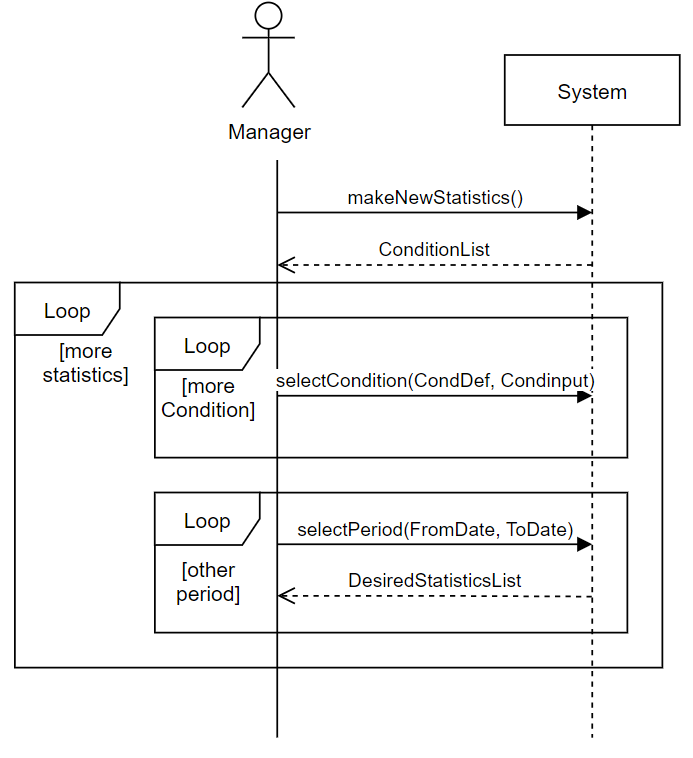 System
Manager
makeNewStatistics()
ConditionList
Loop
[more
statistics]
Loop
[more
Condition]
selectCondition(CondDef, Condinput)
Loop
[other
period]
selectPeriod(FromDate, ToDate)
DesiredStatisticsList